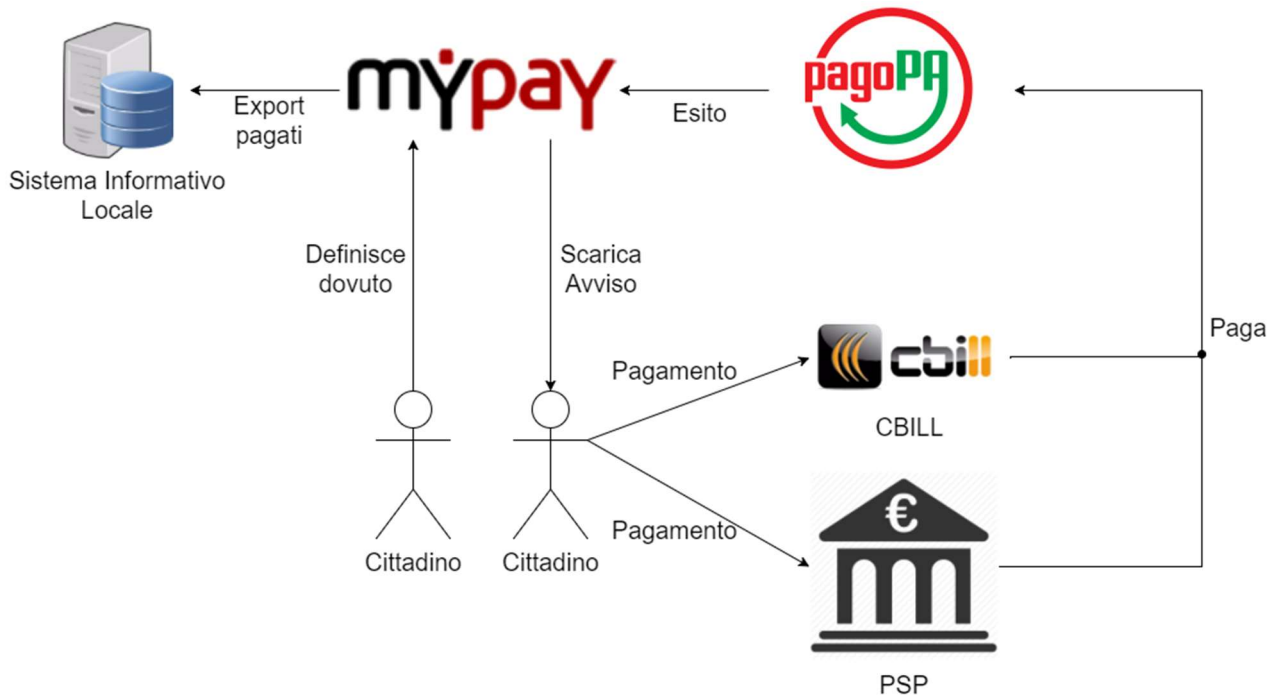 mypay
pagoPA
Export
pagati
Esito
Sistema Informativo
Locale
Definisce
dovuto
Scarica
Avviso
Paga
Pagamento
cbill
CBILL
€
Pagamento
Cittadino
Cittadino
PSP